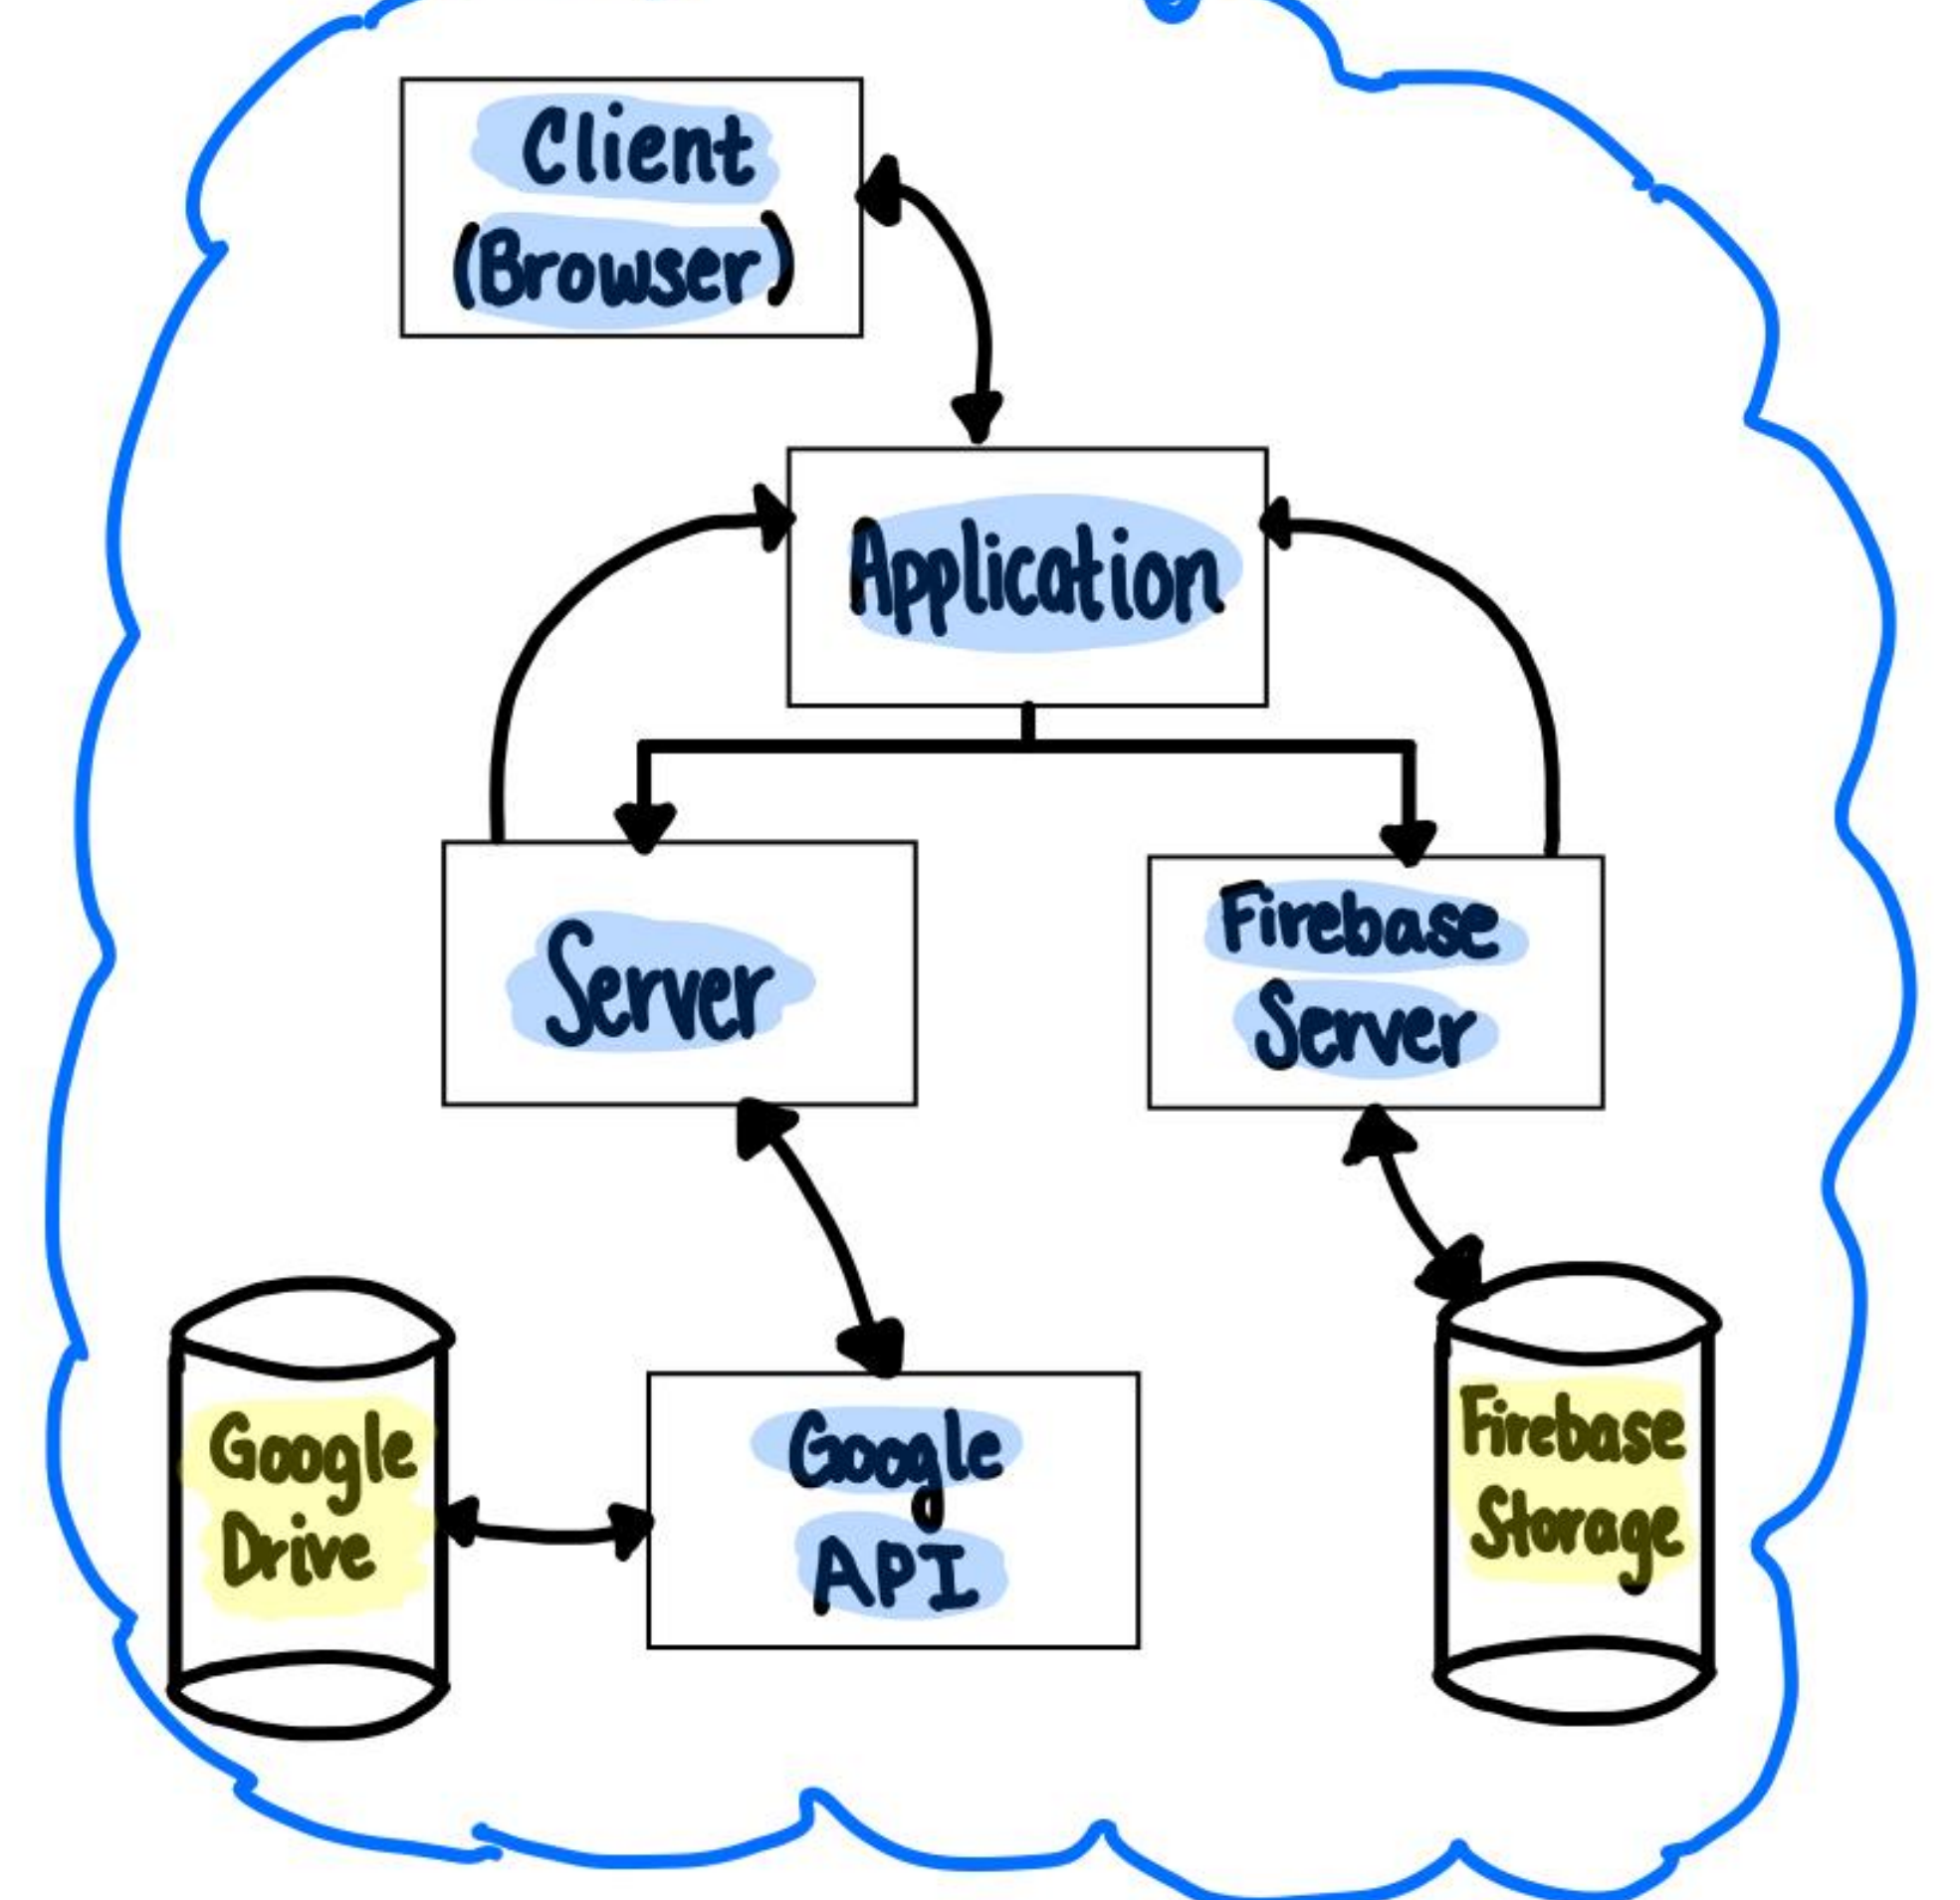 Client
(Browser)
Application
Server
Firebase
Server
Google
Drive
Google
API
Firebase
Storage